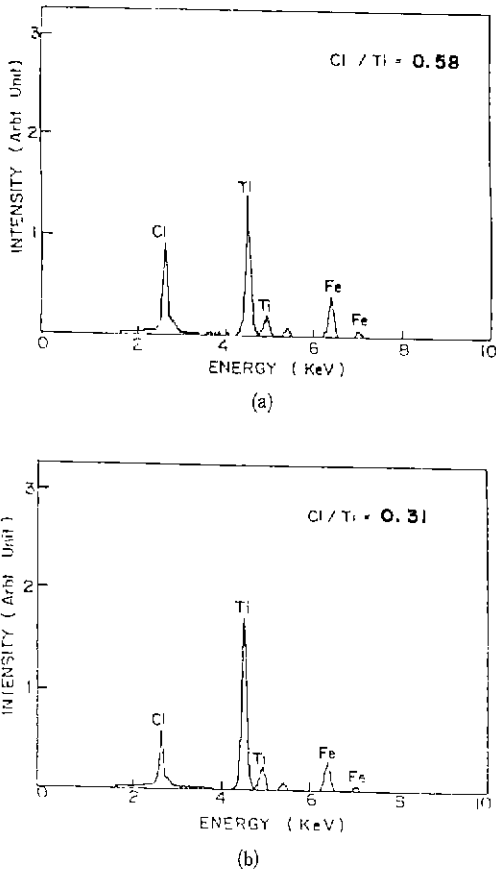 3
Cl / Ti = 0.58
2
INTENSITY (Arbt Unit)
Ti
Cl
1
Ti
Fe
Fe
0
2
4
6
8
10
ENERGY (KeV)
(a)
3
Cl / Ti = 0.31
2
INTENSITY (Arbt Unit)
Ti
1
Cl
Ti
Fe
Fe
0
2
4
6
8
10
ENERGY (KeV)
(b)